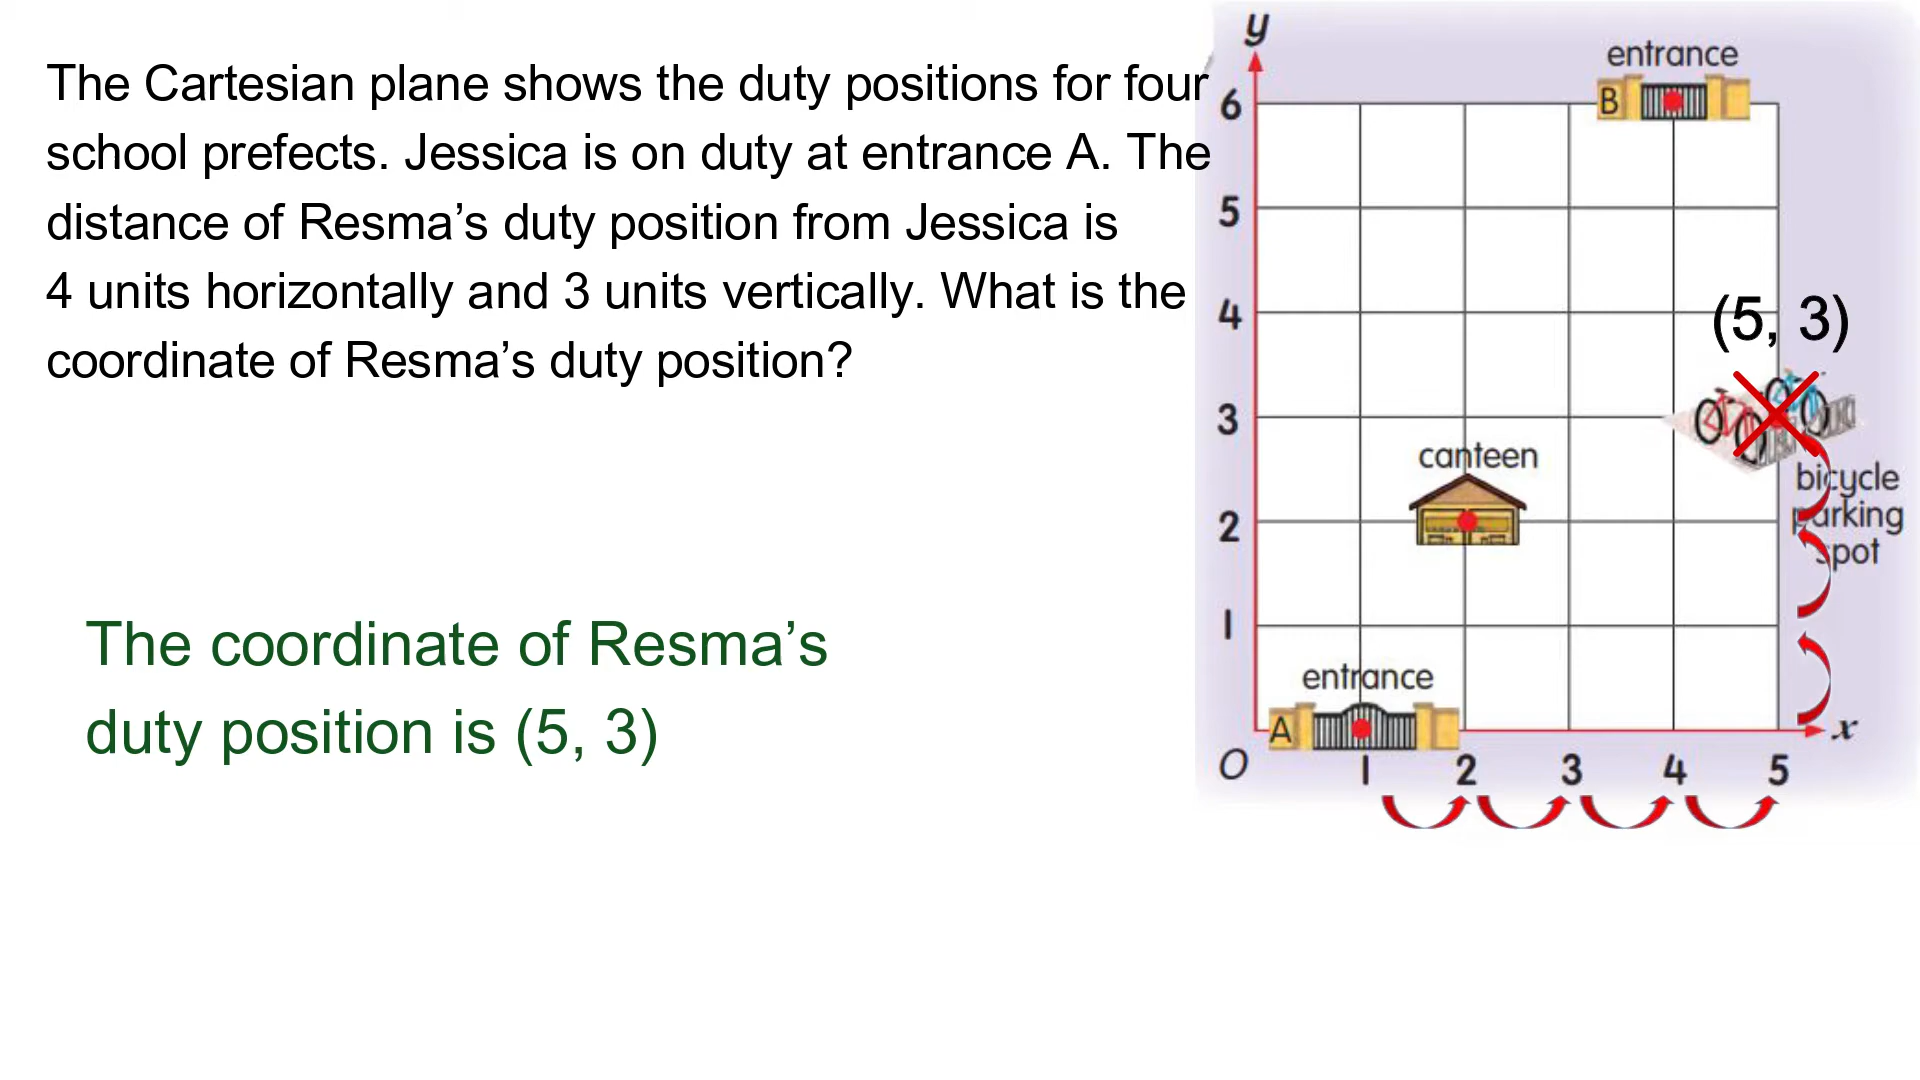 The Cartesian plane shows the duty positions for four
school prefects. Jessica is on duty at entrance A. The
distance of Resma’s duty position from Jessica is
4 units horizontally and 3 units vertically. What is the
coordinate of Resma’s duty position?
The coordinate of Resma’s
duty position is (5, 3)
y
entrance
B
6
5
4
(5, 3)
3
canteen
bicycle
parking
spot
2
1
entrance
A
x
O 1 2 3 4 5